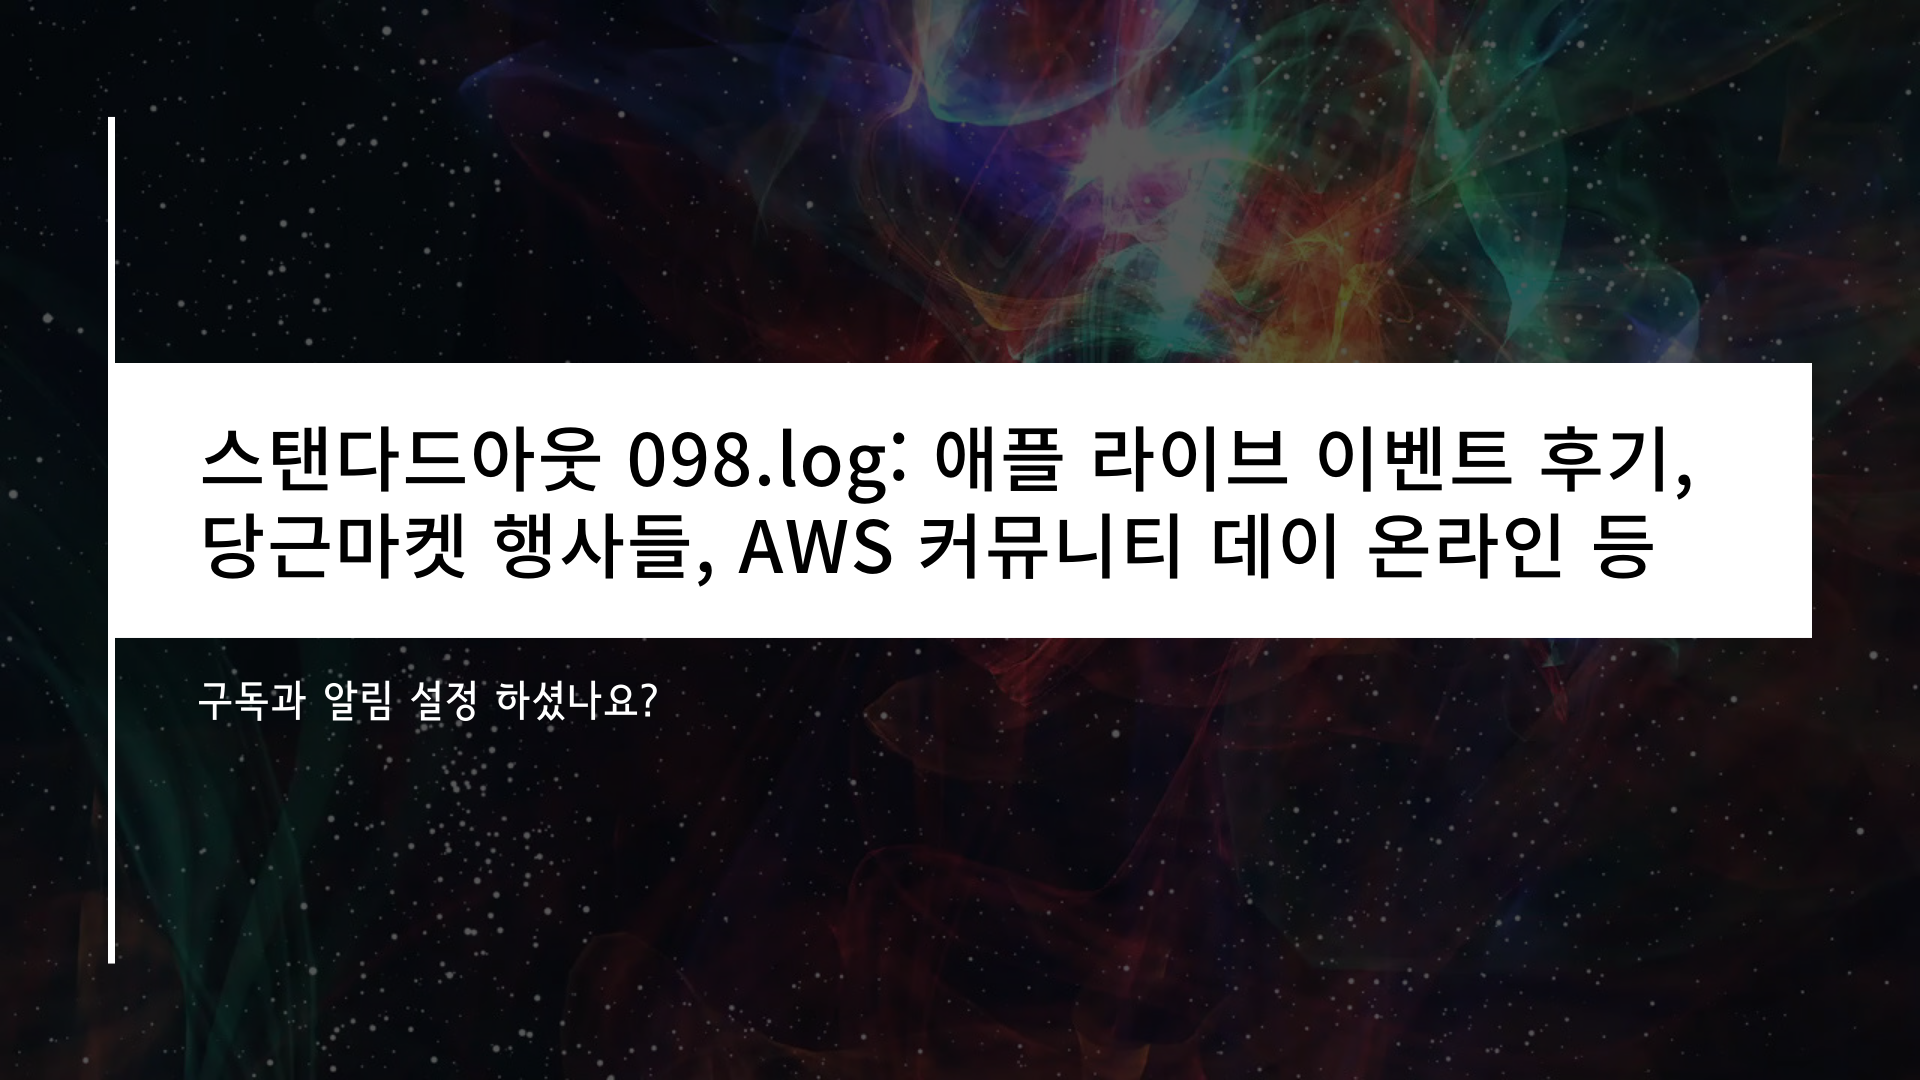 스탠다드아웃 098.log: 애플 라이브 이벤트 후기,
당근마켓 행사들, AWS 커뮤니티 데이 온라인 등
구독과 알림 설정 하셨나요?